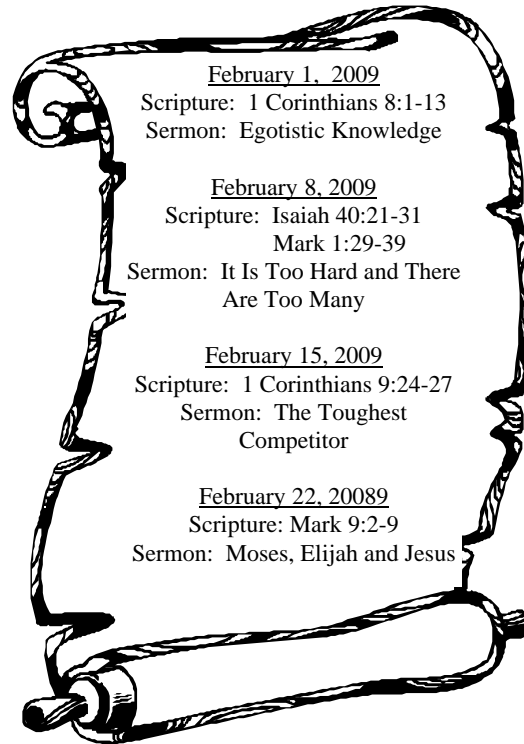 February 1,  2009
Scripture:  1 Corinthians 8:1-13
Sermon:  Egotistic Knowledge
February 8, 2009
Scripture:  Isaiah 40:21-31
Mark 1:29-39
Sermon:  It Is Too Hard and There
Are Too Many
February 15, 2009
Scripture:  1 Corinthians 9:24-27
Sermon:  The Toughest
Competitor
February 22, 20089
Scripture: Mark 9:2-9
Sermon:  Moses, Elijah and Jesus